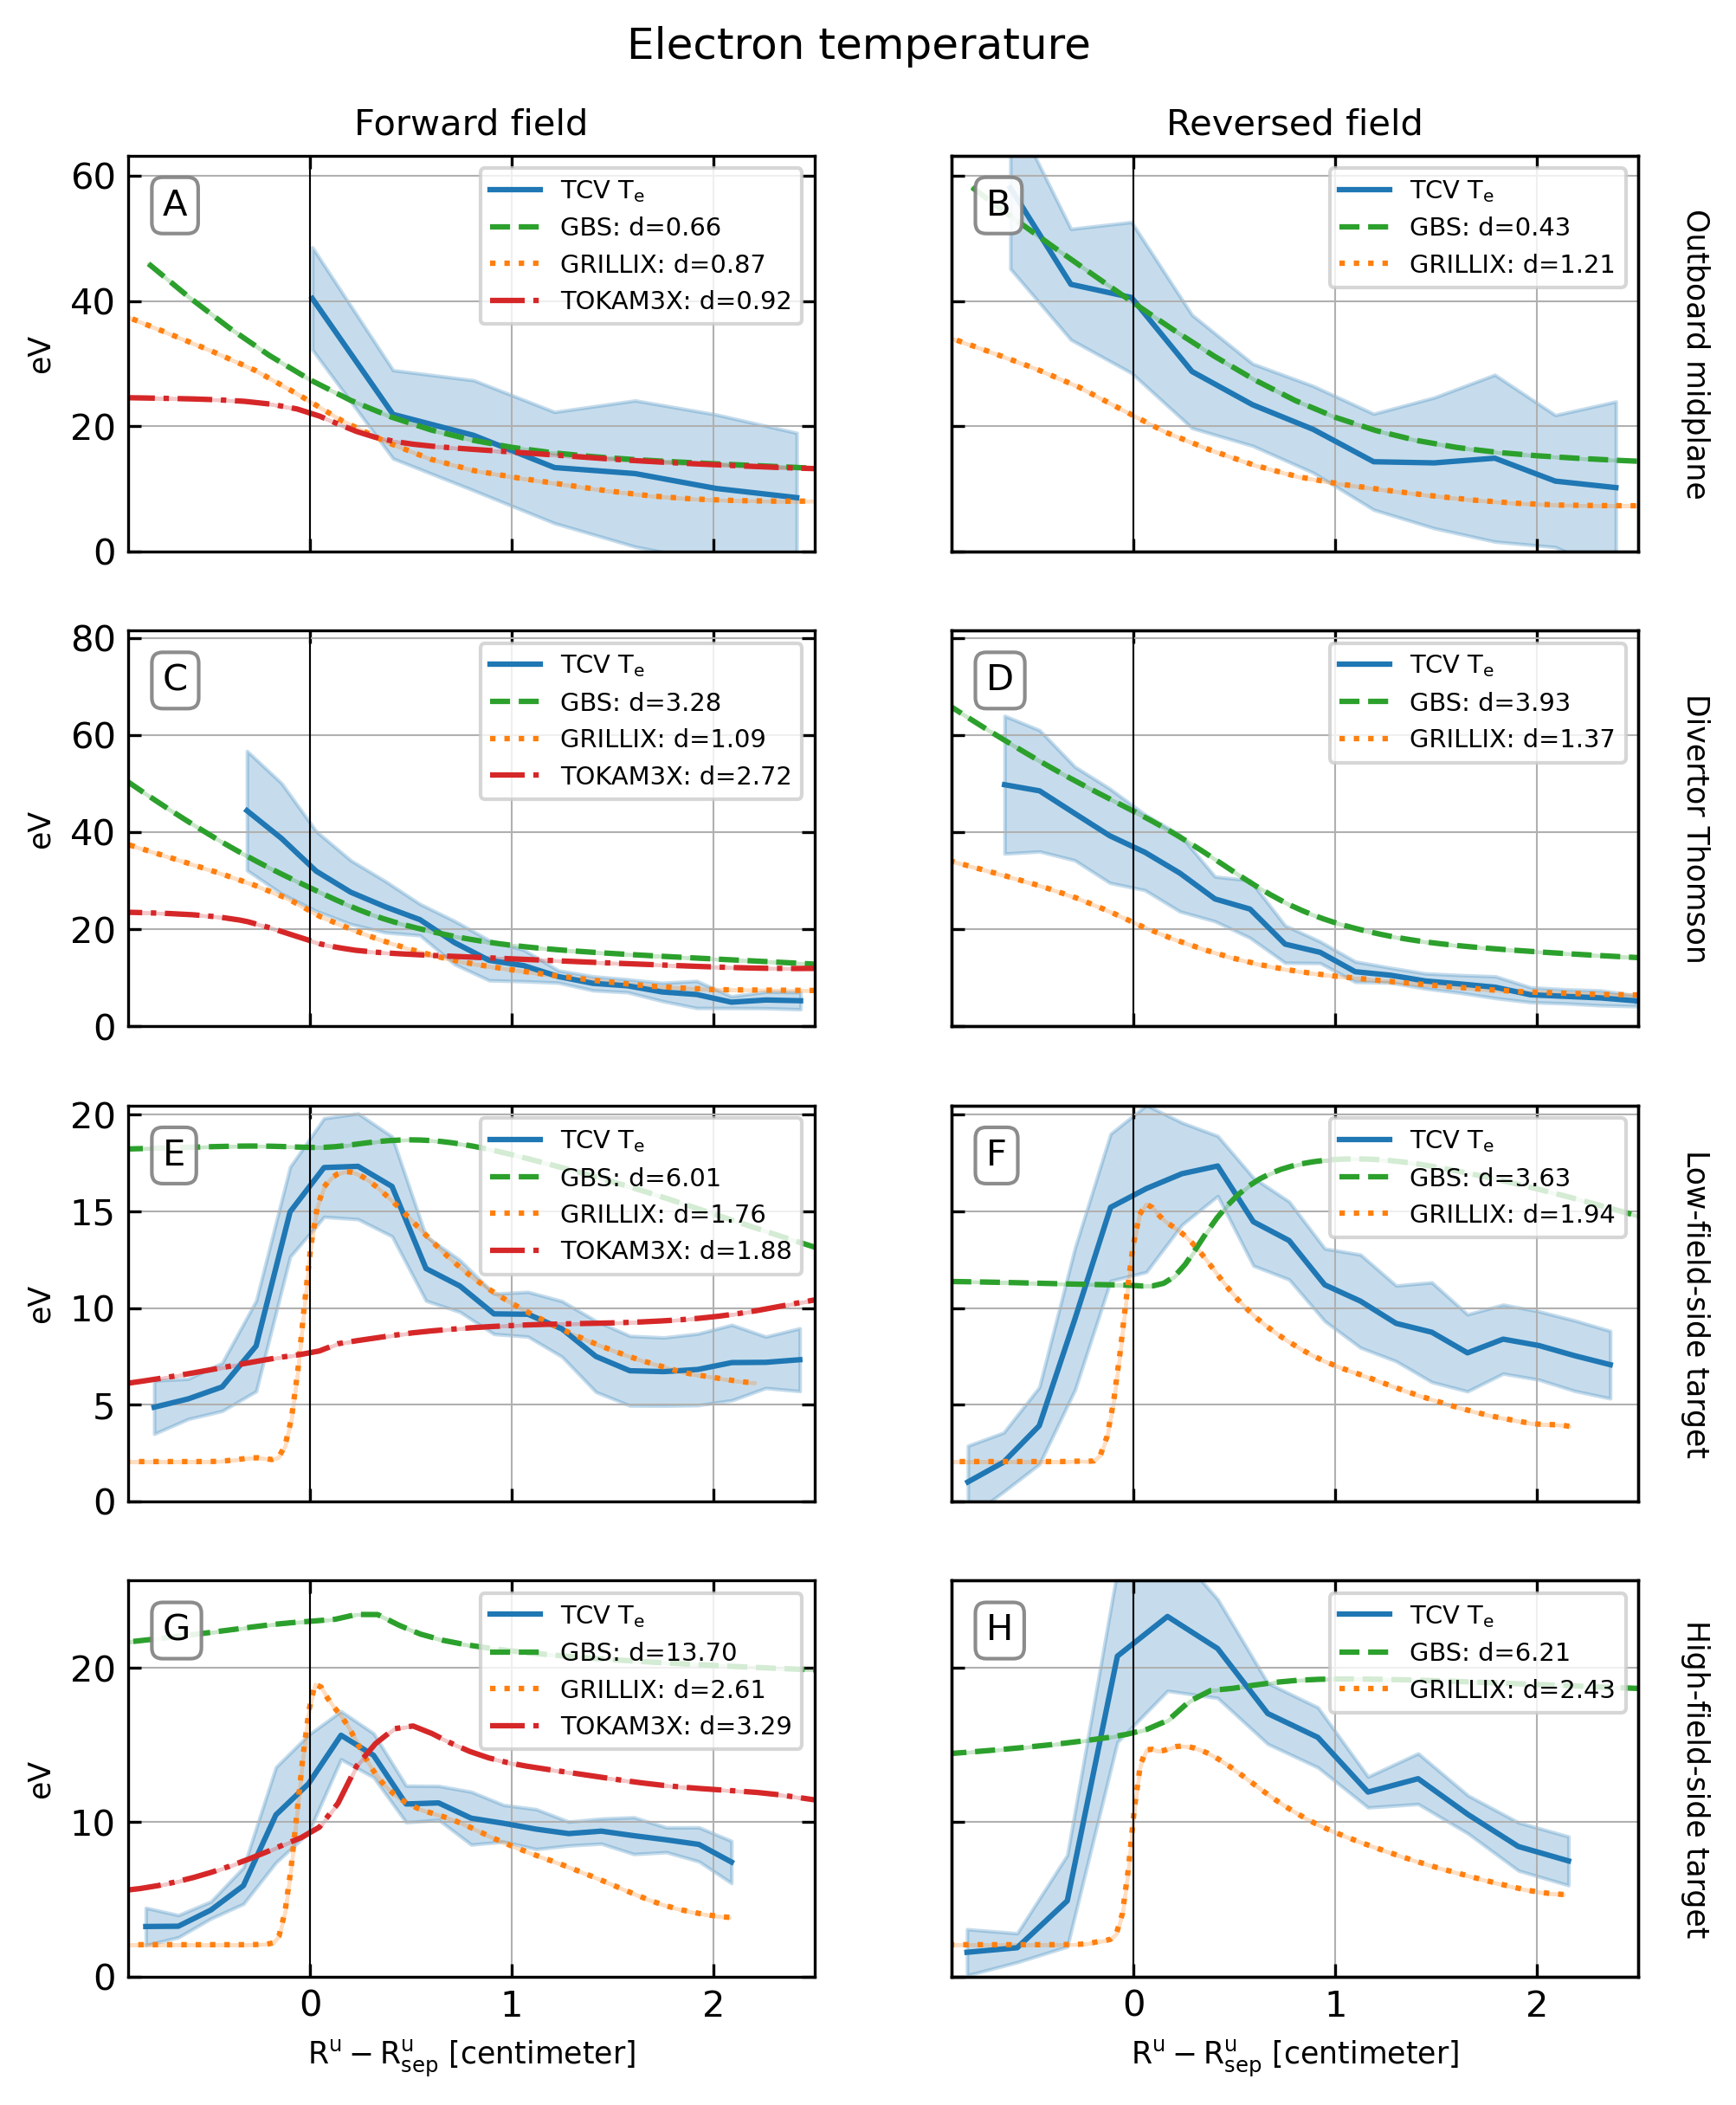 Electron temperature
Forward field
Reversed field
60
40
20
0
eV
A
TCV Te
GBS: d=0.66
GRILLIX: d=0.87
TOKAM3X: d=0.92
B
TCV Te
GBS: d=0.43
GRILLIX: d=1.21
Outboard midplane
80
60
40
20
0
eV
C
TCV Te
GBS: d=3.28
GRILLIX: d=1.09
TOKAM3X: d=2.72
D
TCV Te
GBS: d=3.93
GRILLIX: d=1.37
Divertor Thomson
20
15
10
5
0
eV
E
TCV Te
GBS: d=6.01
GRILLIX: d=1.76
TOKAM3X: d=1.88
F
TCV Te
GBS: d=3.63
GRILLIX: d=1.94
Low-field-side target
20
10
0
eV
G
TCV Te
GBS: d=13.70
GRILLIX: d=2.61
TOKAM3X: d=3.29
H
TCV Te
GBS: d=6.21
GRILLIX: d=2.43
High-field-side target
0 1 2
0 1 2
R^u − R^u_sep [centimeter]
R^u − R^u_sep [centimeter]